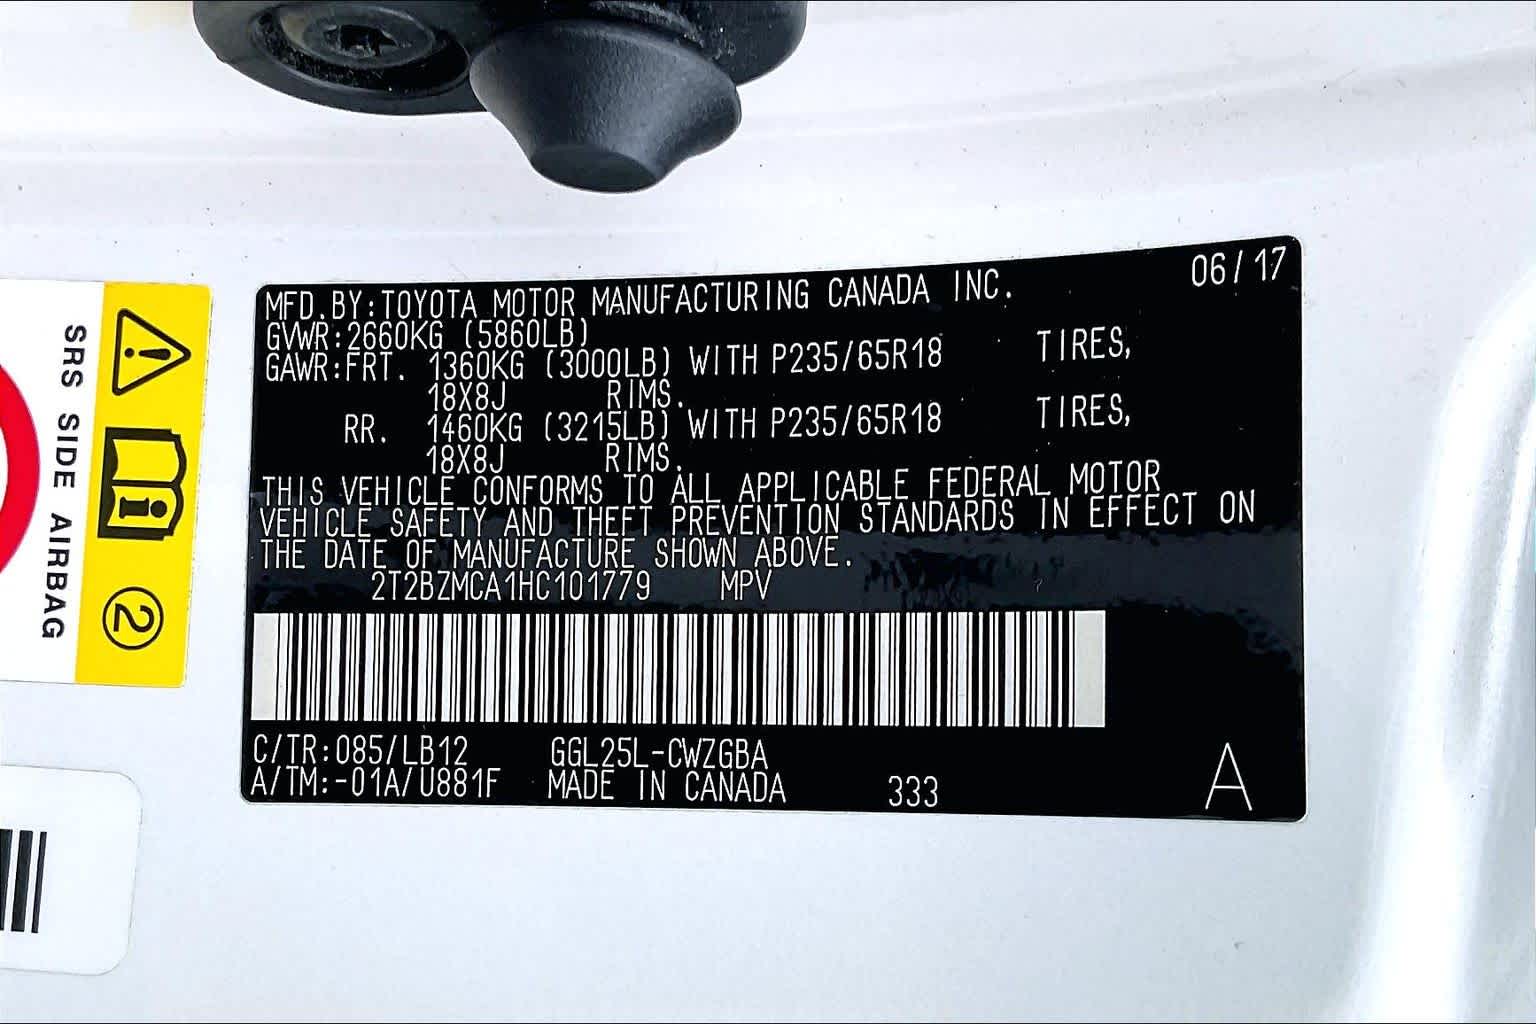 SRS SIDE AIRBAG
2
MFD. BY:TOYOTA MOTOR MANUFACTURING CANADA INC. 06/17
GVWR:2660KG (5860LB)
GAWR:FRT. 1360KG (3000LB) WITH P235/65R18 TIRES,
18X8J RIMS.
RR. 1460KG (3215LB) WITH P235/65R18 TIRES,
18X8J RIMS.
THIS VEHICLE CONFORMS TO ALL APPLICABLE FEDERAL MOTOR
VEHICLE SAFETY AND THEFT PREVENTION STANDARDS IN EFFECT ON
THE DATE OF MANUFACTURE SHOWN ABOVE.
2T2BZMCA1HC101779 MPV
C/TR:085/LB12 GGL25L-CWZGBA
A/TM:-01A/U881F MADE IN CANADA 333 A